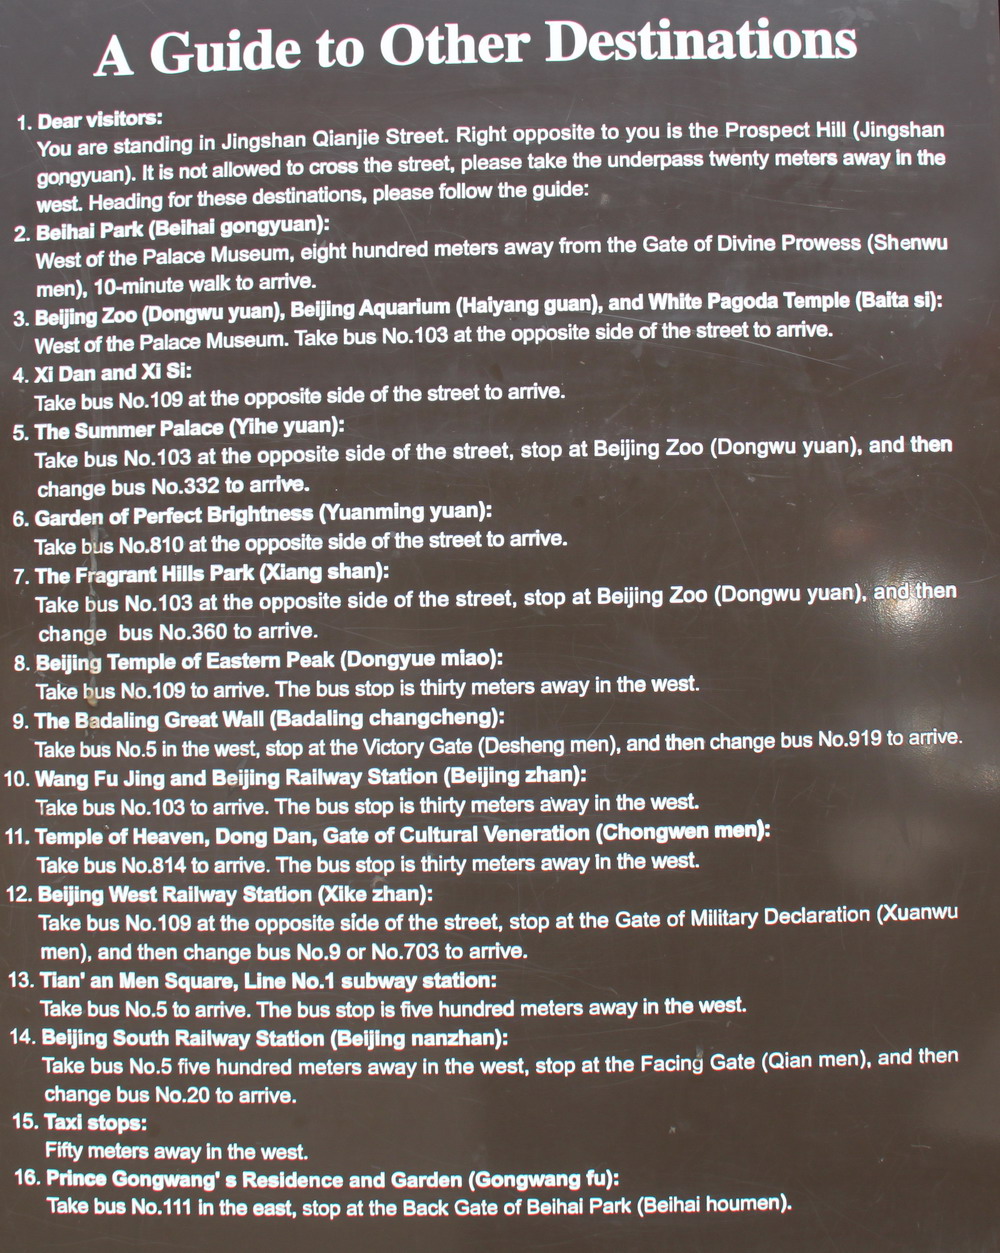 A Guide to Other Destinations
1. Dear visitors:
You are standing in Jingshan Qianjie Street. Right opposite to you is the Prospect Hill (Jingshan
gongyuan). It is not allowed to cross the street, please take the underpass twenty meters away in the
west. Heading for these destinations, please follow the guide:
2. Beihai Park (Beihai gongyuan):
West of the Palace Museum, eight hundred meters away from the Gate of Divine Prowess (Shenwu
men), 10-minute walk to arrive.
3. Beijing Zoo (Dongwu yuan), Beijing Aquarium (Haiyang guan), and White Pagoda Temple (Baita si):
West of the Palace Museum. Take bus No.103 at the opposite side of the street to arrive.
4. Xi Dan and Xi Si:
Take bus No.109 at the opposite side of the street to arrive.
5. The Summer Palace (Yihe yuan):
Take bus No.103 at the opposite side of the street, stop at Beijing Zoo (Dongwu yuan), and then
change bus No.332 to arrive.
6. Garden of Perfect Brightness (Yuanming yuan):
Take bus No.810 at the opposite side of the street to arrive.
7. The Fragrant Hills Park (Xiang shan):
Take bus No.103 at the opposite side of the street, stop at Beijing Zoo (Dongwu yuan), and then
change bus No.360 to arrive.
8. Beijing Temple of Eastern Peak (Dongyue miao):
Take bus No.109 to arrive. The bus stop is thirty meters away in the west.
9. The Badaling Great Wall (Badaling changcheng):
Take bus No.5 in the west, stop at the Victory Gate (Desheng men), and then change bus No.919 to arrive.
10. Wang Fu Jing and Beijing Railway Station (Beijing zhan):
Take bus No.103 to arrive. The bus stop is thirty meters away in the west.
11. Temple of Heaven, Dong Dan, Gate of Cultural Veneration (Chongwen men):
Take bus No.814 to arrive. The bus stop is thirty meters away in the west.
12. Beijing West Railway Station (Xike zhan):
Take bus No.109 at the opposite side of the street, stop at the Gate of Military Declaration (Xuanwu
men), and then change bus No.9 or No.703 to arrive.
13. Tian' an Men Square, Line No.1 subway station:
Take bus No.5 to arrive. The bus stop is five hundred meters away in the west.
14. Beijing South Railway Station (Beijing nanzhan):
Take bus No.5 five hundred meters away in the west, stop at the Facing Gate (Qian men), and then
change bus No.20 to arrive.
15. Taxi stops:
Fifty meters away in the west.
16. Prince Gongwang' s Residence and Garden (Gongwang fu):
Take bus No.111 in the east, stop at the Back Gate of Beihai Park (Beihai houmen).